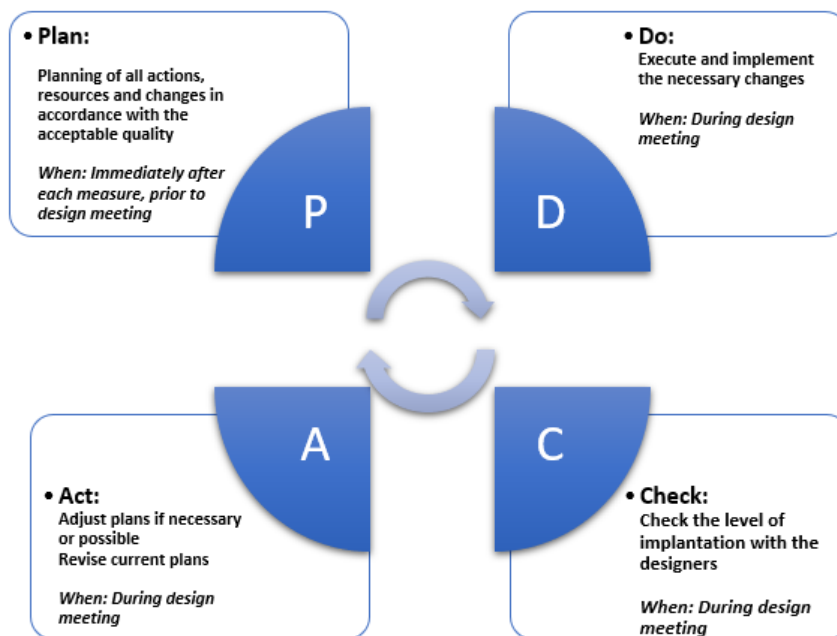 • Plan:
Planning of all actions,
resources and changes in
accordance with the
acceptable quality
When: Immediately after
each measure, prior to
design meeting
P
• Do:
Execute and implement
the necessary changes
When: During design
meeting
D
• Act:
Adjust plans if necessary
or possible
Revise current plans
When: During design
meeting
A
• Check:
Check the level of
implantation with the
designers
When: During design
meeting
C